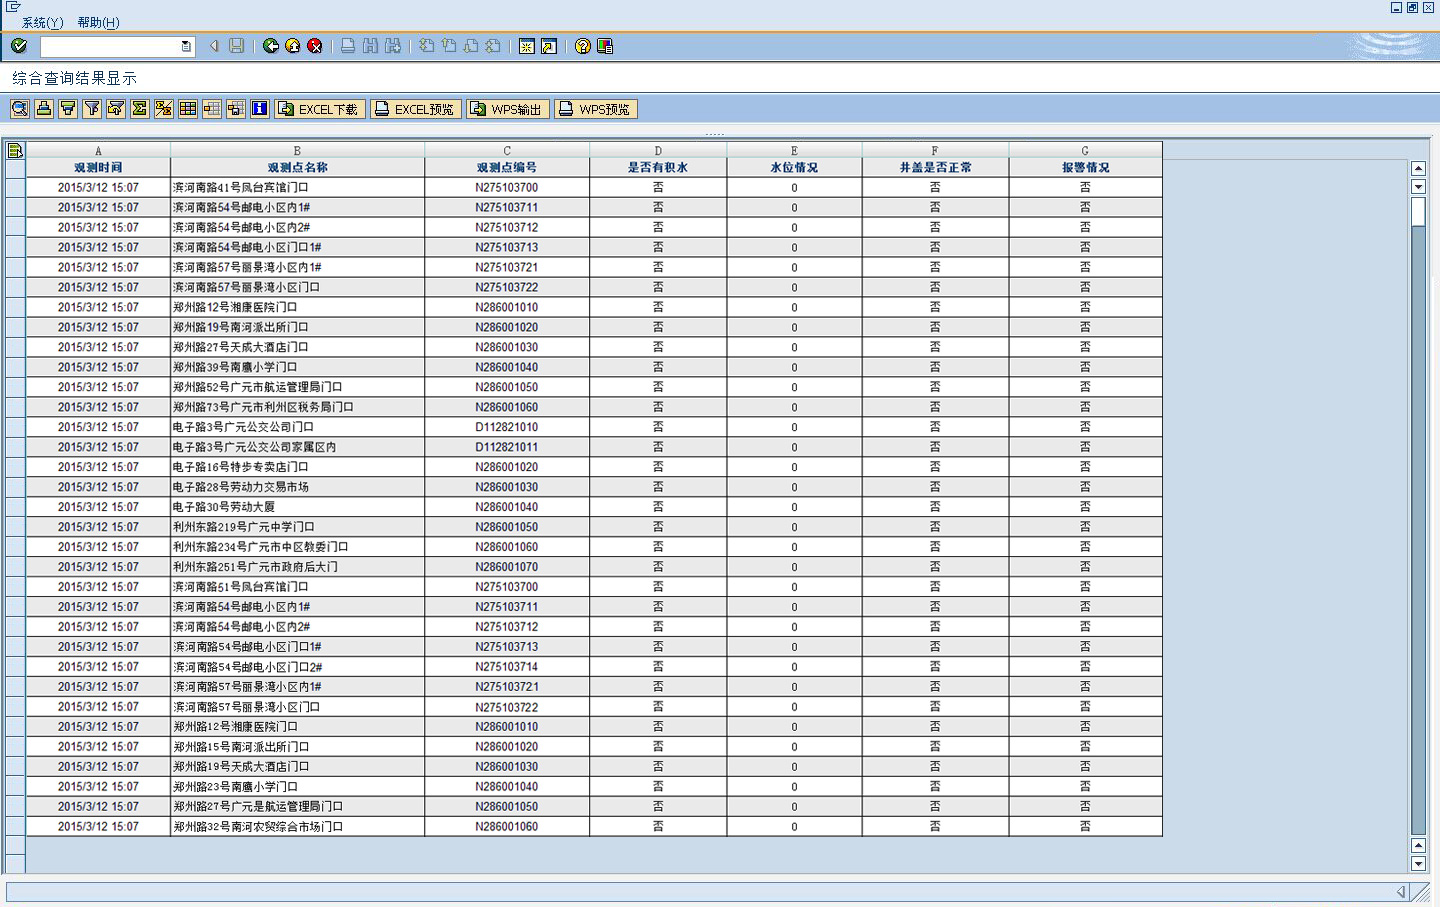 系统(Y) 帮助(H)
综合查询结果显示
EXCEL下载 EXCEL预览 WPS输出 WPS预览
A B C D E F G
观测时间 观测点名称 观测点编号 是否有积水 水位情况 井盖是否正常 报警情况
2015/3/12 15:07 滨河南路41号凤台宾馆门口 N275103700 否 0 否 否
2015/3/12 15:07 滨河南路54号邮电小区内1# N275103711 否 0 否 否
2015/3/12 15:07 滨河南路54号邮电小区内2# N275103712 否 0 否 否
2015/3/12 15:07 滨河南路54号邮电小区门口1# N275103713 否 0 否 否
2015/3/12 15:07 滨河南路57号丽景湾小区内1# N275103721 否 0 否 否
2015/3/12 15:07 滨河南路57号丽景湾小区门口 N275103722 否 0 否 否
2015/3/12 15:07 郑州路12号湘康医院门口 N286001010 否 0 否 否
2015/3/12 15:07 郑州路19号南河派出所门口 N286001020 否 0 否 否
2015/3/12 15:07 郑州路27号天成大酒店门口 N286001030 否 0 否 否
2015/3/12 15:07 郑州路39号南鹰小学门口 N286001040 否 0 否 否
2015/3/12 15:07 郑州路52号广元市航运管理局门口 N286001050 否 0 否 否
2015/3/12 15:07 郑州路73号广元市利州区税务局门口 N286001060 否 0 否 否
2015/3/12 15:07 电子路3号广元公交公司门口 D112821010 否 0 否 否
2015/3/12 15:07 电子路3号广元公交公司家属区内 D112821011 否 0 否 否
2015/3/12 15:07 电子路16号特步专卖店门口 N286001020 否 0 否 否
2015/3/12 15:07 电子路28号劳动力交易市场 N286001030 否 0 否 否
2015/3/12 15:07 电子路30号劳动大厦 N286001040 否 0 否 否
2015/3/12 15:07 利州东路219号广元中学门口 N286001050 否 0 否 否
2015/3/12 15:07 利州东路234号广元市中区教委门口 N286001060 否 0 否 否
2015/3/12 15:07 利州东路251号广元市政府后大门 N286001070 否 0 否 否
2015/3/12 15:07 滨河南路51号凤台宾馆门口 N275103700 否 0 否 否
2015/3/12 15:07 滨河南路54号邮电小区内1# N275103711 否 0 否 否
2015/3/12 15:07 滨河南路54号邮电小区内2# N275103712 否 0 否 否
2015/3/12 15:07 滨河南路54号邮电小区门口1# N275103713 否 0 否 否
2015/3/12 15:07 滨河南路54号邮电小区门口2# N275103714 否 0 否 否
2015/3/12 15:07 滨河南路57号丽景湾小区内1# N275103721 否 0 否 否
2015/3/12 15:07 滨河南路57号丽景湾小区门口 N275103722 否 0 否 否
2015/3/12 15:07 郑州路12号湘康医院门口 N286001010 否 0 否 否
2015/3/12 15:07 郑州路15号南河派出所门口 N286001020 否 0 否 否
2015/3/12 15:07 郑州路19号天成大酒店门口 N286001030 否 0 否 否
2015/3/12 15:07 郑州路23号南鹰小学门口 N286001040 否 0 否 否
2015/3/12 15:07 郑州路27号广元是航运管理局门口 N286001050 否 0 否 否
2015/3/12 15:07 郑州路32号南河农贸综合市场门口 N286001060 否 0 否 否